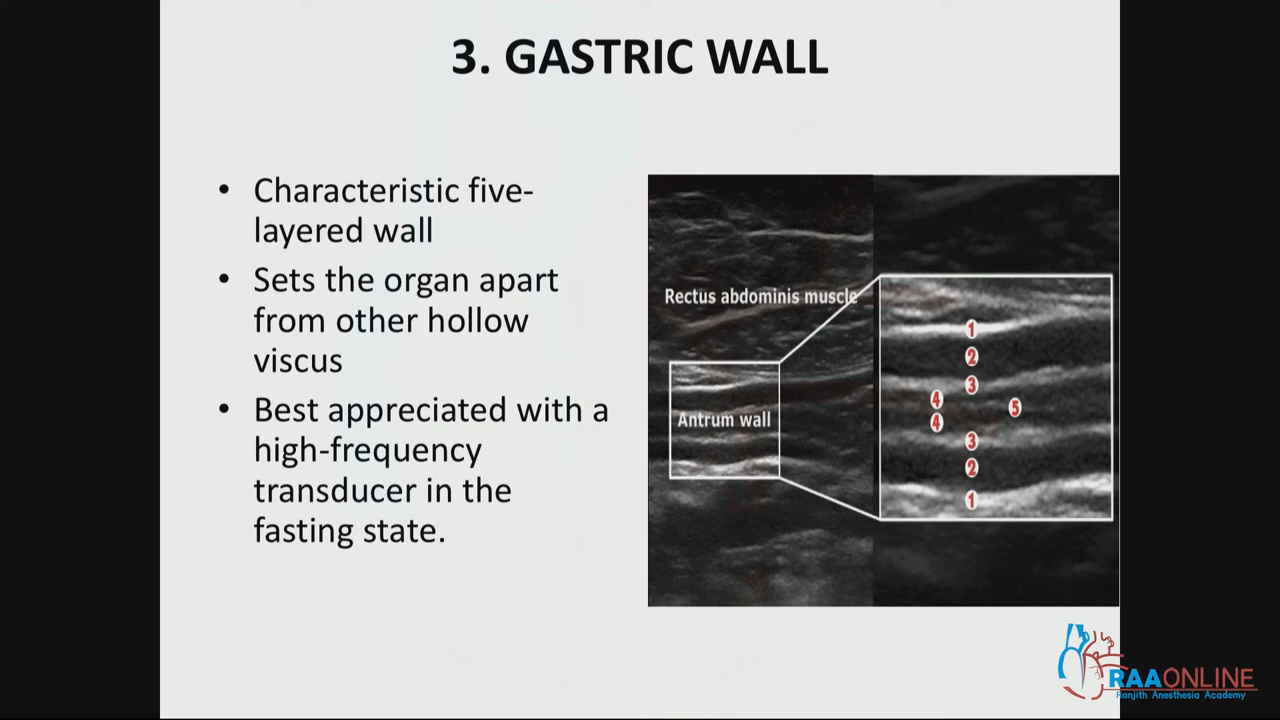 3. GASTRIC WALL
• Characteristic five-
layered wall
• Sets the organ apart
from other hollow
viscus
• Best appreciated with a
high-frequency
transducer in the
fasting state.
Rectus abdominis muscle
Antrum wall
1
2
3
4
5
4
3
2
1
RAAONLINE
Ranjith Anesthesia Academy